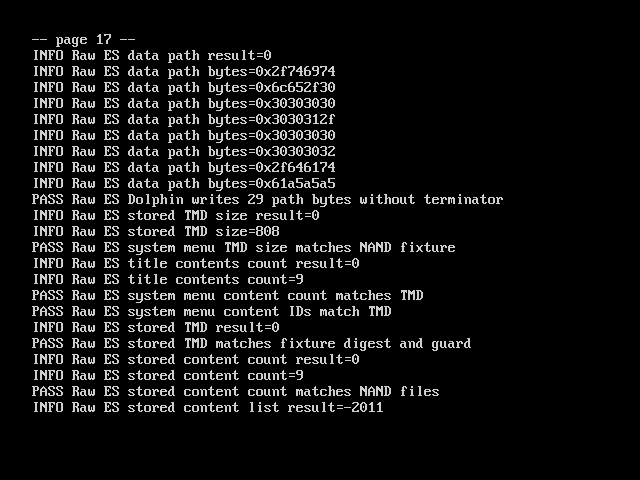 -- page 17 --
INFO Raw ES data path result=0
INFO Raw ES data path bytes=0x2f746974
INFO Raw ES data path bytes=0x6c652f30
INFO Raw ES data path bytes=0x30303030
INFO Raw ES data path bytes=0x3030312f
INFO Raw ES data path bytes=0x30303030
INFO Raw ES data path bytes=0x30303032
INFO Raw ES data path bytes=0x2f646174
INFO Raw ES data path bytes=0x61a5a5a5
PASS Raw ES Dolphin writes 29 path bytes without terminator
INFO Raw ES stored TMD size result=0
INFO Raw ES stored TMD size=808
PASS Raw ES system menu TMD size matches NAND fixture
INFO Raw ES title contents count result=0
INFO Raw ES title contents count=9
PASS Raw ES system menu content count matches TMD
PASS Raw ES system menu content IDs match TMD
INFO Raw ES stored TMD result=0
PASS Raw ES stored TMD matches fixture digest and guard
INFO Raw ES stored content count result=0
INFO Raw ES stored content count=9
PASS Raw ES stored content count matches NAND files
INFO Raw ES stored content list result=-2011